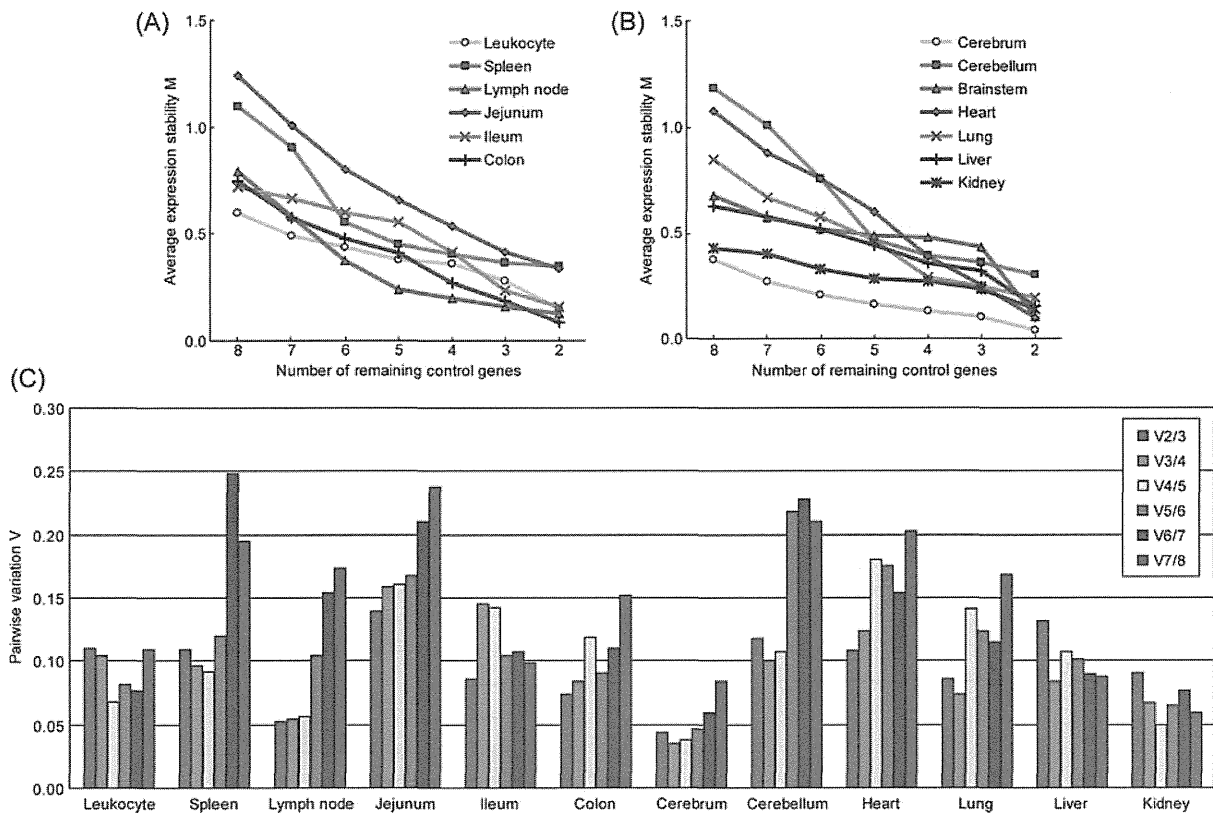 (A)
1.5
1.0
0.5
0.0
Average expression stability M
Leukocyte
Spleen
Lymph node
Jejunum
Ileum
Colon
8 7 6 5 4 3 2
Number of remaining control genes
(B)
1.5
1.0
0.5
0.0
Average expression stability M
Cerebrum
Cerebellum
Brainstem
Heart
Lung
Liver
Kidney
8 7 6 5 4 3 2
Number of remaining control genes
(C)
0.30
0.25
0.20
0.15
0.10
0.05
0.00
Pairwise variation V
V2/3
V3/4
V4/5
V5/6
V6/7
V7/8
Leukocyte Spleen Lymph node Jejunum Ileum Colon Cerebrum Cerebellum Heart Lung Liver Kidney